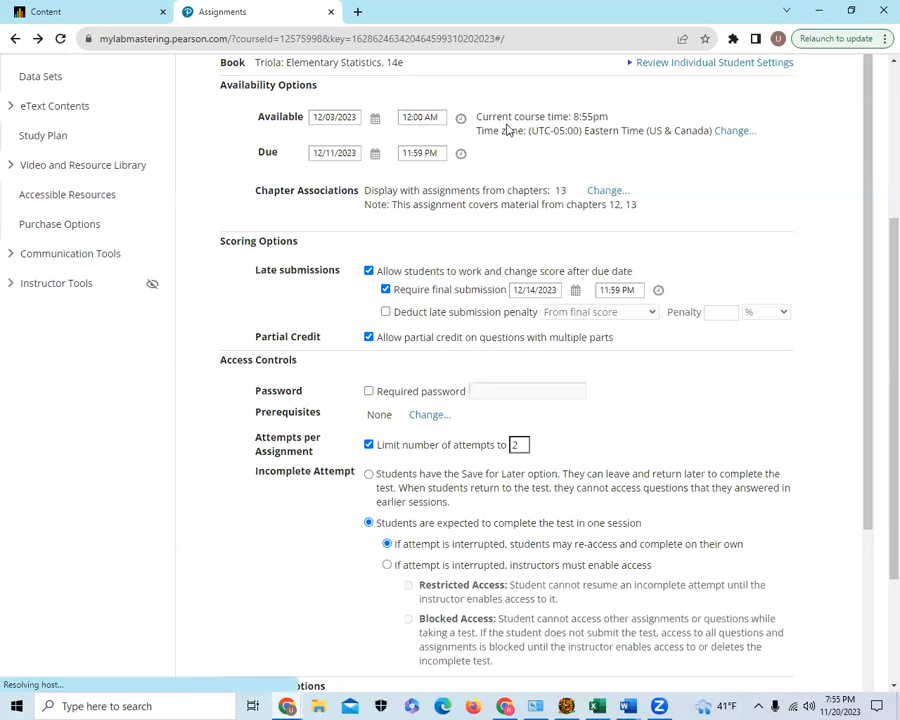 Content
Assignments
mylabmastering.pearson.com/?courseId=12575998&key=162862463420464599310202023#/
U
Relaunch to update
Data Sets
eText Contents
Study Plan
Video and Resource Library
Accessible Resources
Purchase Options
Communication Tools
Instructor Tools
Book Triola: Elementary Statistics, 14e Review Individual Student Settings
Availability Options
Available 12/03/2023 12:00 AM Current course time: 8:55pm
Time zone: (UTC-05:00) Eastern Time (US & Canada) Change...
Due 12/11/2023 11:59 PM
Chapter Associations Display with assignments from chapters: 13 Change...
Note: This assignment covers material from chapters 12, 13
Scoring Options
Late submissions Allow students to work and change score after due date
Require final submission 12/14/2023 11:59 PM
Deduct late submission penalty From final score Penalty %
Partial Credit Allow partial credit on questions with multiple parts
Access Controls
Password Required password
Prerequisites None Change...
Attempts per Assignment Limit number of attempts to 2
Incomplete Attempt Students have the Save for Later option. They can leave and return later to complete the
test. When students return to the test, they cannot access questions that they answered in
earlier sessions.
Students are expected to complete the test in one session
If attempt is interrupted, students may re-access and complete on their own
If attempt is interrupted, instructors must enable access
Restricted Access: Student cannot resume an incomplete attempt until the
instructor enables access to it.
Blocked Access: Student cannot access other assignments or questions while
taking a test. If the student does not submit the test, access to all questions and
assignments is blocked until the instructor enables access to or deletes the
incomplete test.
Resolving host...
Type here to search
41°F
7:55 PM
11/20/2023